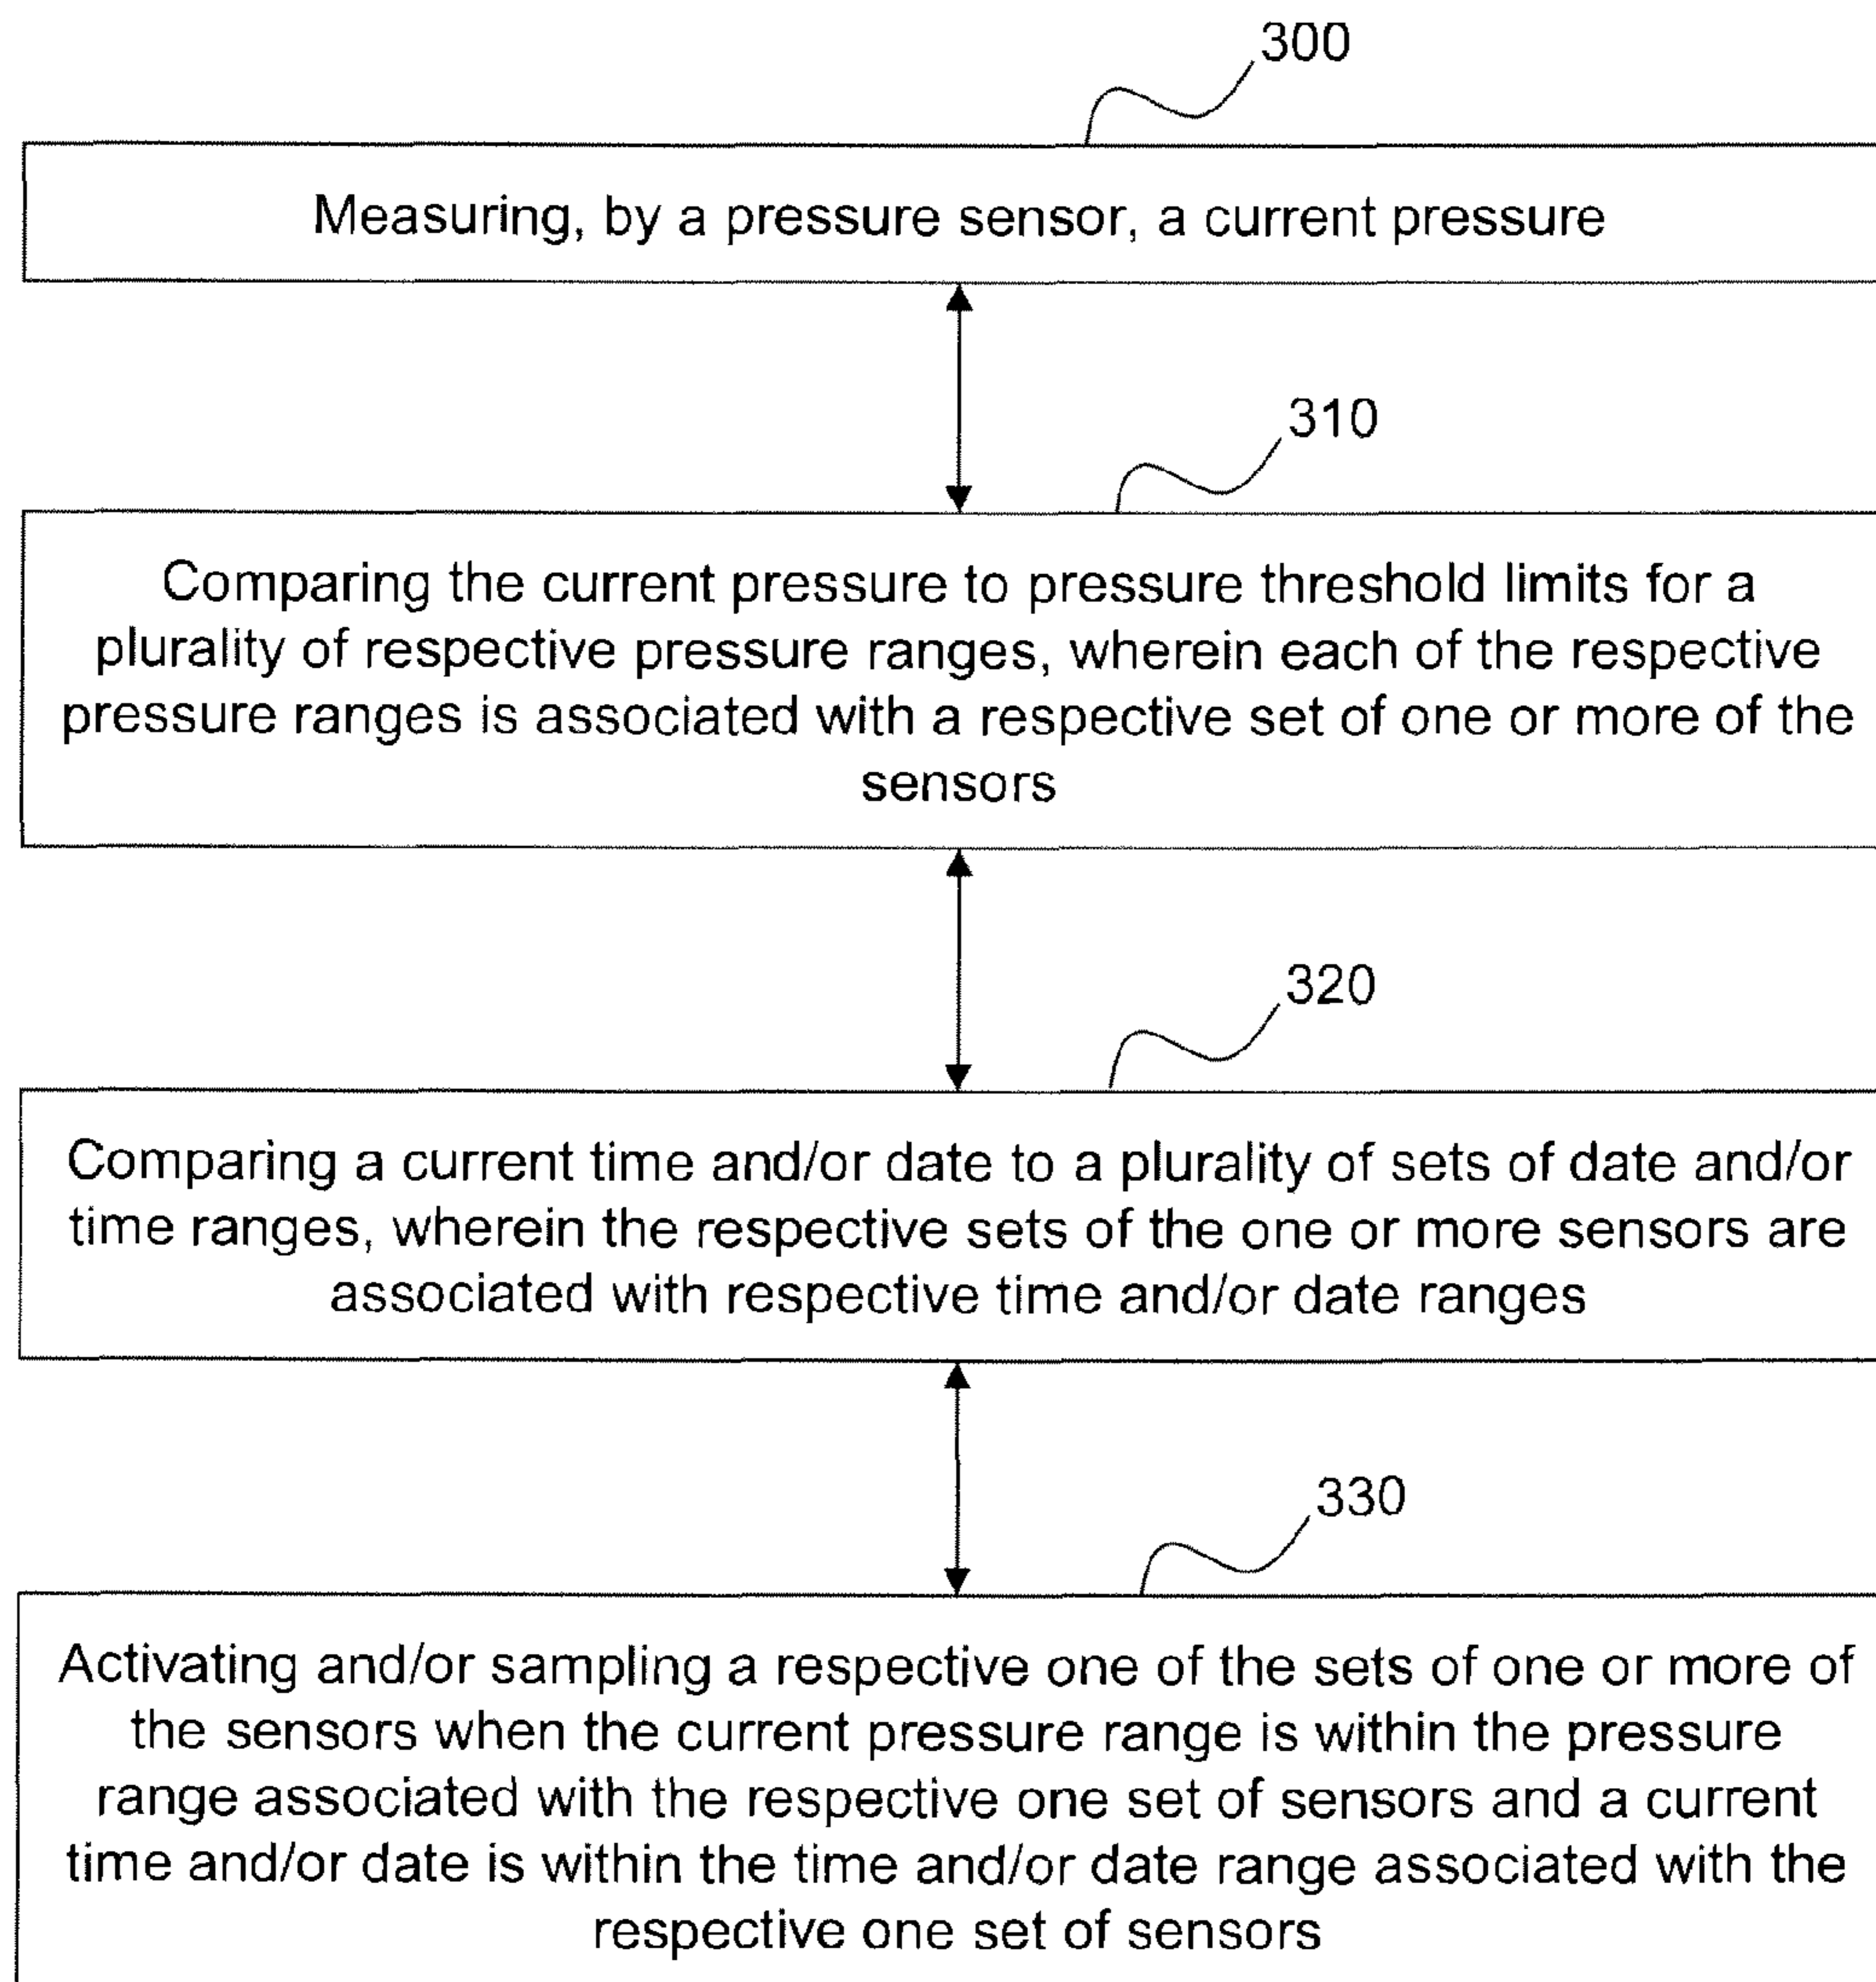 300
Measuring, by a pressure sensor, a current pressure
310
Comparing the current pressure to pressure threshold limits for a
plurality of respective pressure ranges, wherein each of the respective
pressure ranges is associated with a respective set of one or more of the
sensors
320
Comparing a current time and/or date to a plurality of sets of date and/or
time ranges, wherein the respective sets of the one or more sensors are
associated with respective time and/or date ranges
330
Activating and/or sampling a respective one of the sets of one or more of
the sensors when the current pressure range is within the pressure
range associated with the respective one set of sensors and a current
time and/or date is within the time and/or date range associated with the
respective one set of sensors